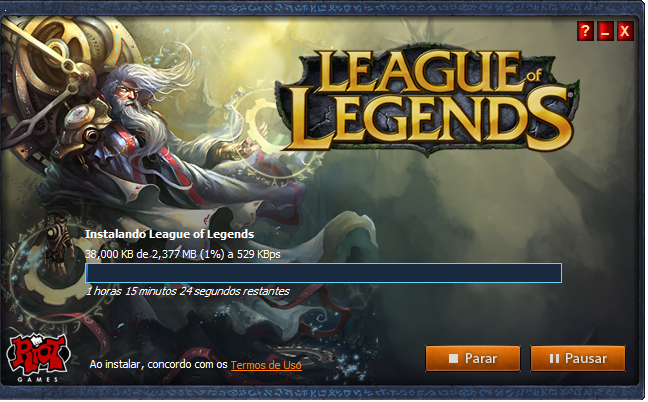 ? – X
LEAGUE of
LEGENDS
Instalando League of Legends
38,000 KB de 2,377 MB (1%) a 529 KBps
1 horas 15 minutos 24 segundos restantes
RIOT
GAMES
Ao instalar, concordo com os Termos de Uso
Parar
Pausar